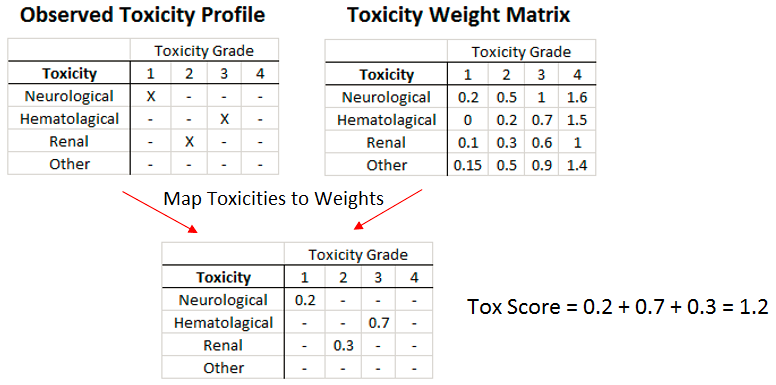 Observed Toxicity Profile
Toxicity Grade
Toxicity 1 2 3 4
Neurological X - - -
Hematolagical - - X -
Renal - X - -
Other - - - -
Toxicity Weight Matrix
Toxicity Grade
Toxicity 1 2 3 4
Neurological 0.2 0.5 1 1.6
Hematolagical 0 0.2 0.7 1.5
Renal 0.1 0.3 0.6 1
Other 0.15 0.5 0.9 1.4
Map Toxicities to Weights
Toxicity Grade
Toxicity 1 2 3 4
Neurological 0.2 - - -
Hematolagical - - 0.7 -
Renal - 0.3 - -
Other - - - -
Tox Score = 0.2 + 0.7 + 0.3 = 1.2